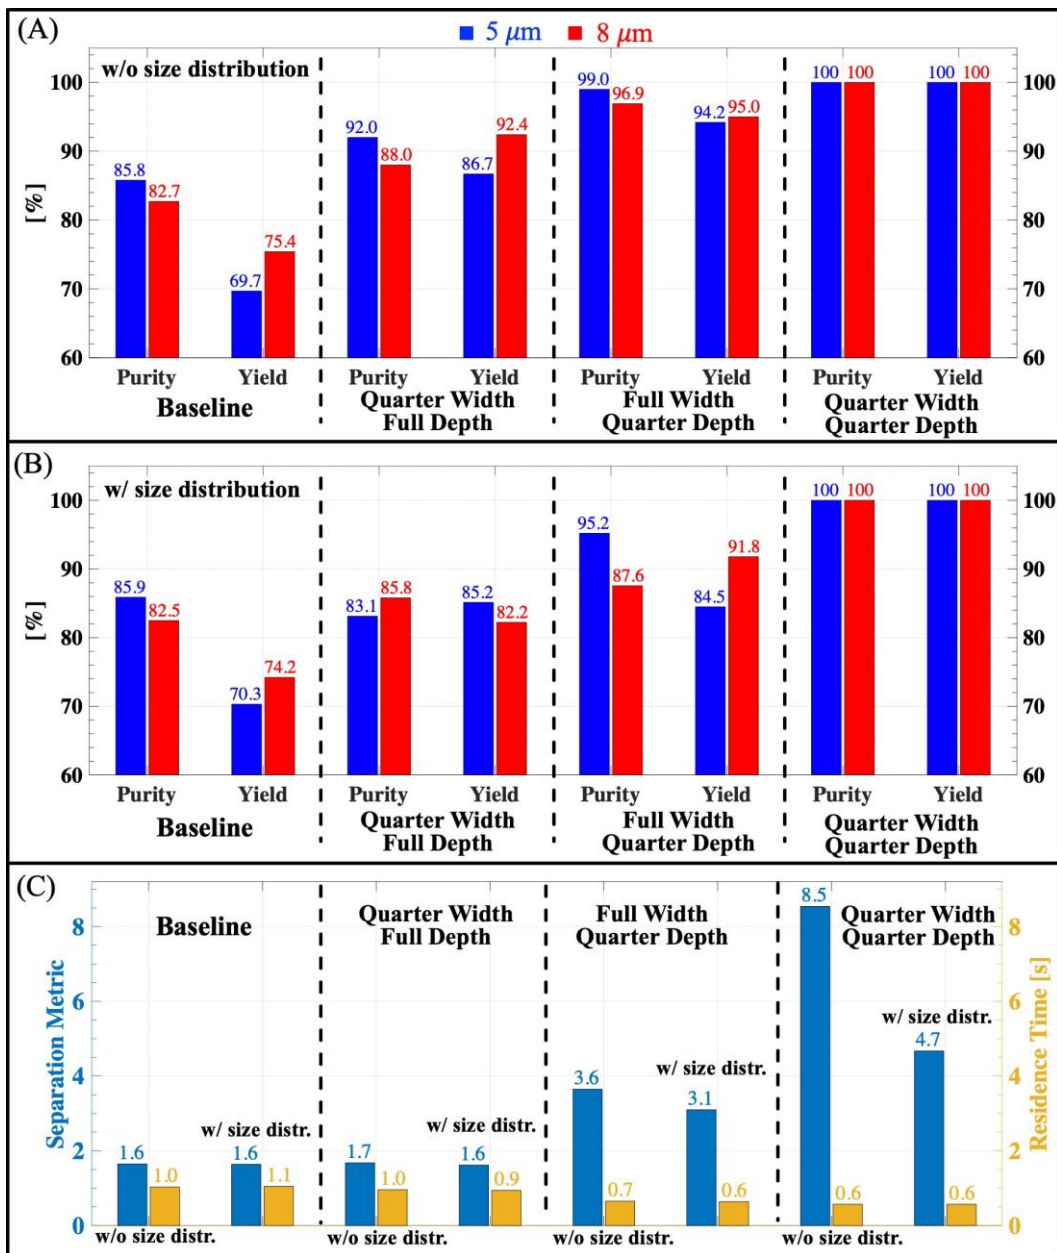 (A)
5 μm 8 μm
w/o size distribution
[%]
100
90
80
70
60
100
90
80
70
60
85.8 82.7 69.7 75.4
92.0 88.0 86.7 92.4
99.0 96.9 94.2 95.0
100 100 100 100
Purity Yield Purity Yield Purity Yield Purity Yield
Baseline
Quarter Width
Full Depth
Full Width
Quarter Depth
Quarter Width
Quarter Depth
(B)
w/ size distribution
[%]
100
90
80
70
60
100
90
80
70
60
85.9 82.5 70.3 74.2
83.1 85.8 85.2 82.2
95.2 87.6 84.5 91.8
100 100 100 100
Purity Yield Purity Yield Purity Yield Purity Yield
Baseline
Quarter Width
Full Depth
Full Width
Quarter Depth
Quarter Width
Quarter Depth
(C)
Separation Metric
8
6
4
2
0
Baseline
1.6 1.0
w/o size distr.
w/ size distr.
1.6 1.1
Quarter Width
Full Depth
1.7 1.0
w/o size distr.
w/ size distr.
1.6 0.9
Full Width
Quarter Depth
3.6 0.7
w/o size distr.
w/ size distr.
3.1 0.6
Quarter Width
Quarter Depth
8.5 0.6
w/o size distr.
w/ size distr.
4.7 0.6
8
6
4
2
0
Residence Time [s]